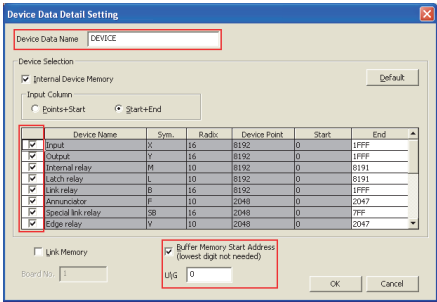 Device Data Detail Setting
Device Data Name DEVICE
Device Selection
Internal Device Memory
Default
Input Column
Points+Start Start+End
Device Name Sym. Radix Device Point Start End
Input X 16 8192 0 1FFF
Output Y 16 8192 0 1FFF
Internal relay M 10 8192 0 8191
Latch relay L 10 8192 0 8191
Link relay B 16 8192 0 1FFF
Annunciator F 10 2048 0 2047
Special link relay SB 16 2048 0 7FF
Edge relay V 10 2048 0 2047
Link Memory
Board No. 1
Buffer Memory Start Address
(lowest digit not needed)
U\G 0
OK Cancel